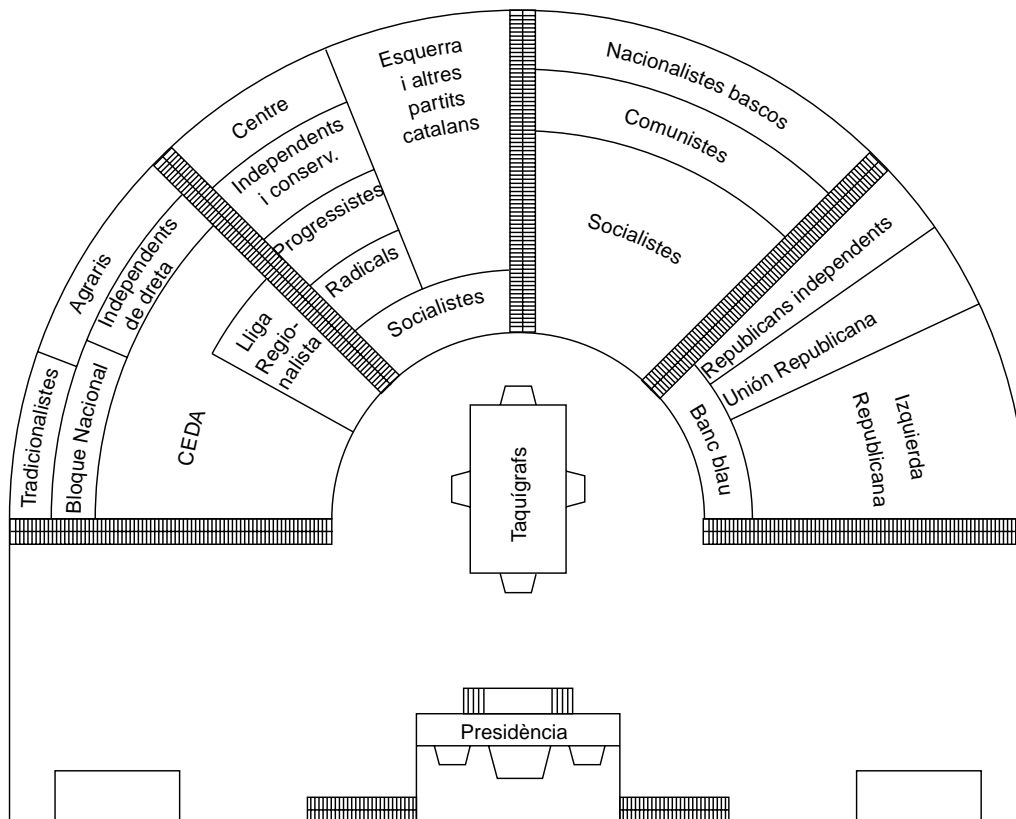 Tradicionalistes
Bloque Nacional
Agraris
Independents
de dreta
CEDA
Lliga
Regio-
nalista
Centre
Independents
i conserv.
Progressistes
Radicals
Socialistes
Esquerra
i altres
partits
catalans
Nacionalistes bascos
Comunistes
Socialistes
Republicans independents
Unión Republicana
Izquierda
Republicana
Banc blau
Taquígrafs
Presidència